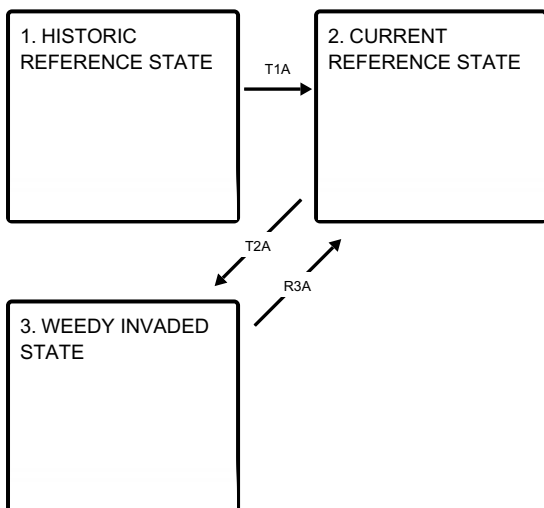 1. HISTORIC
REFERENCE STATE
T1A
2. CURRENT
REFERENCE STATE
T2A
R3A
3. WEEDY INVADED
STATE